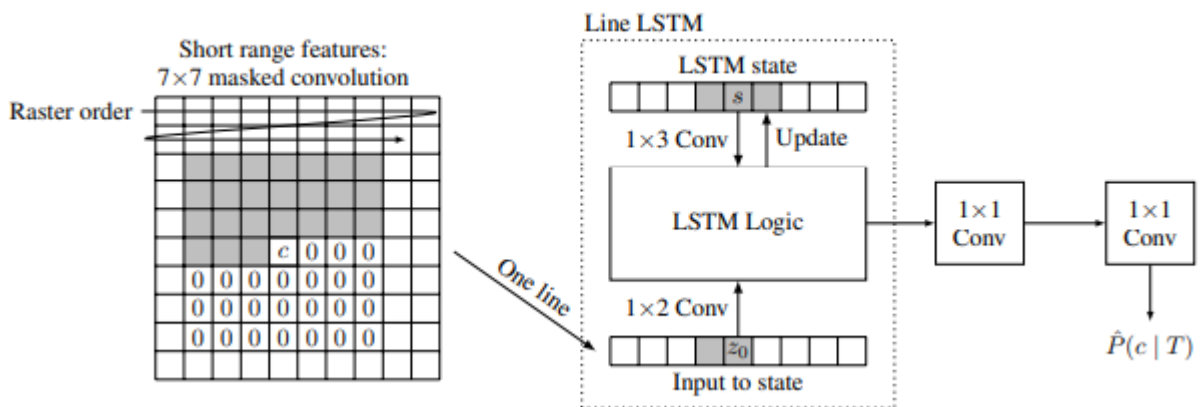 Short range features:
7×7 masked convolution
Raster order
c 0 0 0
0 0 0 0 0 0 0
0 0 0 0 0 0 0
0 0 0 0 0 0 0
One line
Line LSTM
LSTM state
s
1×3 Conv
Update
LSTM Logic
1×2 Conv
z₀
Input to state
1×1
Conv
1×1
Conv
P̂(c | T)